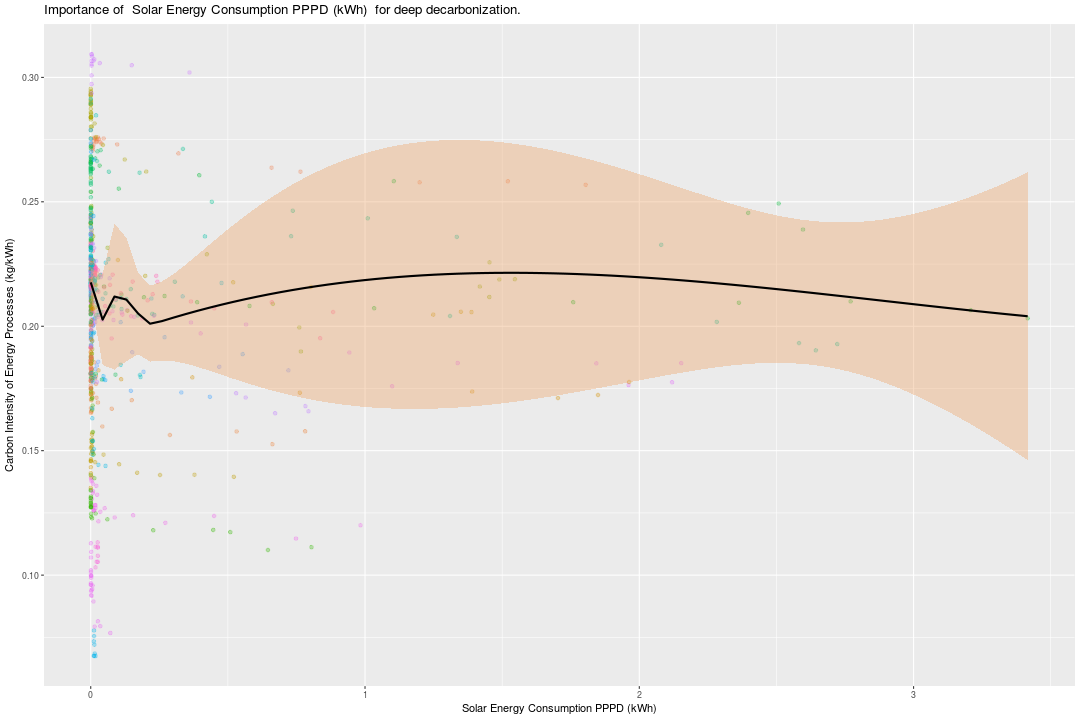 Importance of  Solar Energy Consumption PPPD (kWh)  for deep decarbonization.
Carbon Intensity of Energy Processes (kg/kWh)
0.30
0.25
0.20
0.15
0.10
0 1 2 3
Solar Energy Consumption PPPD (kWh)